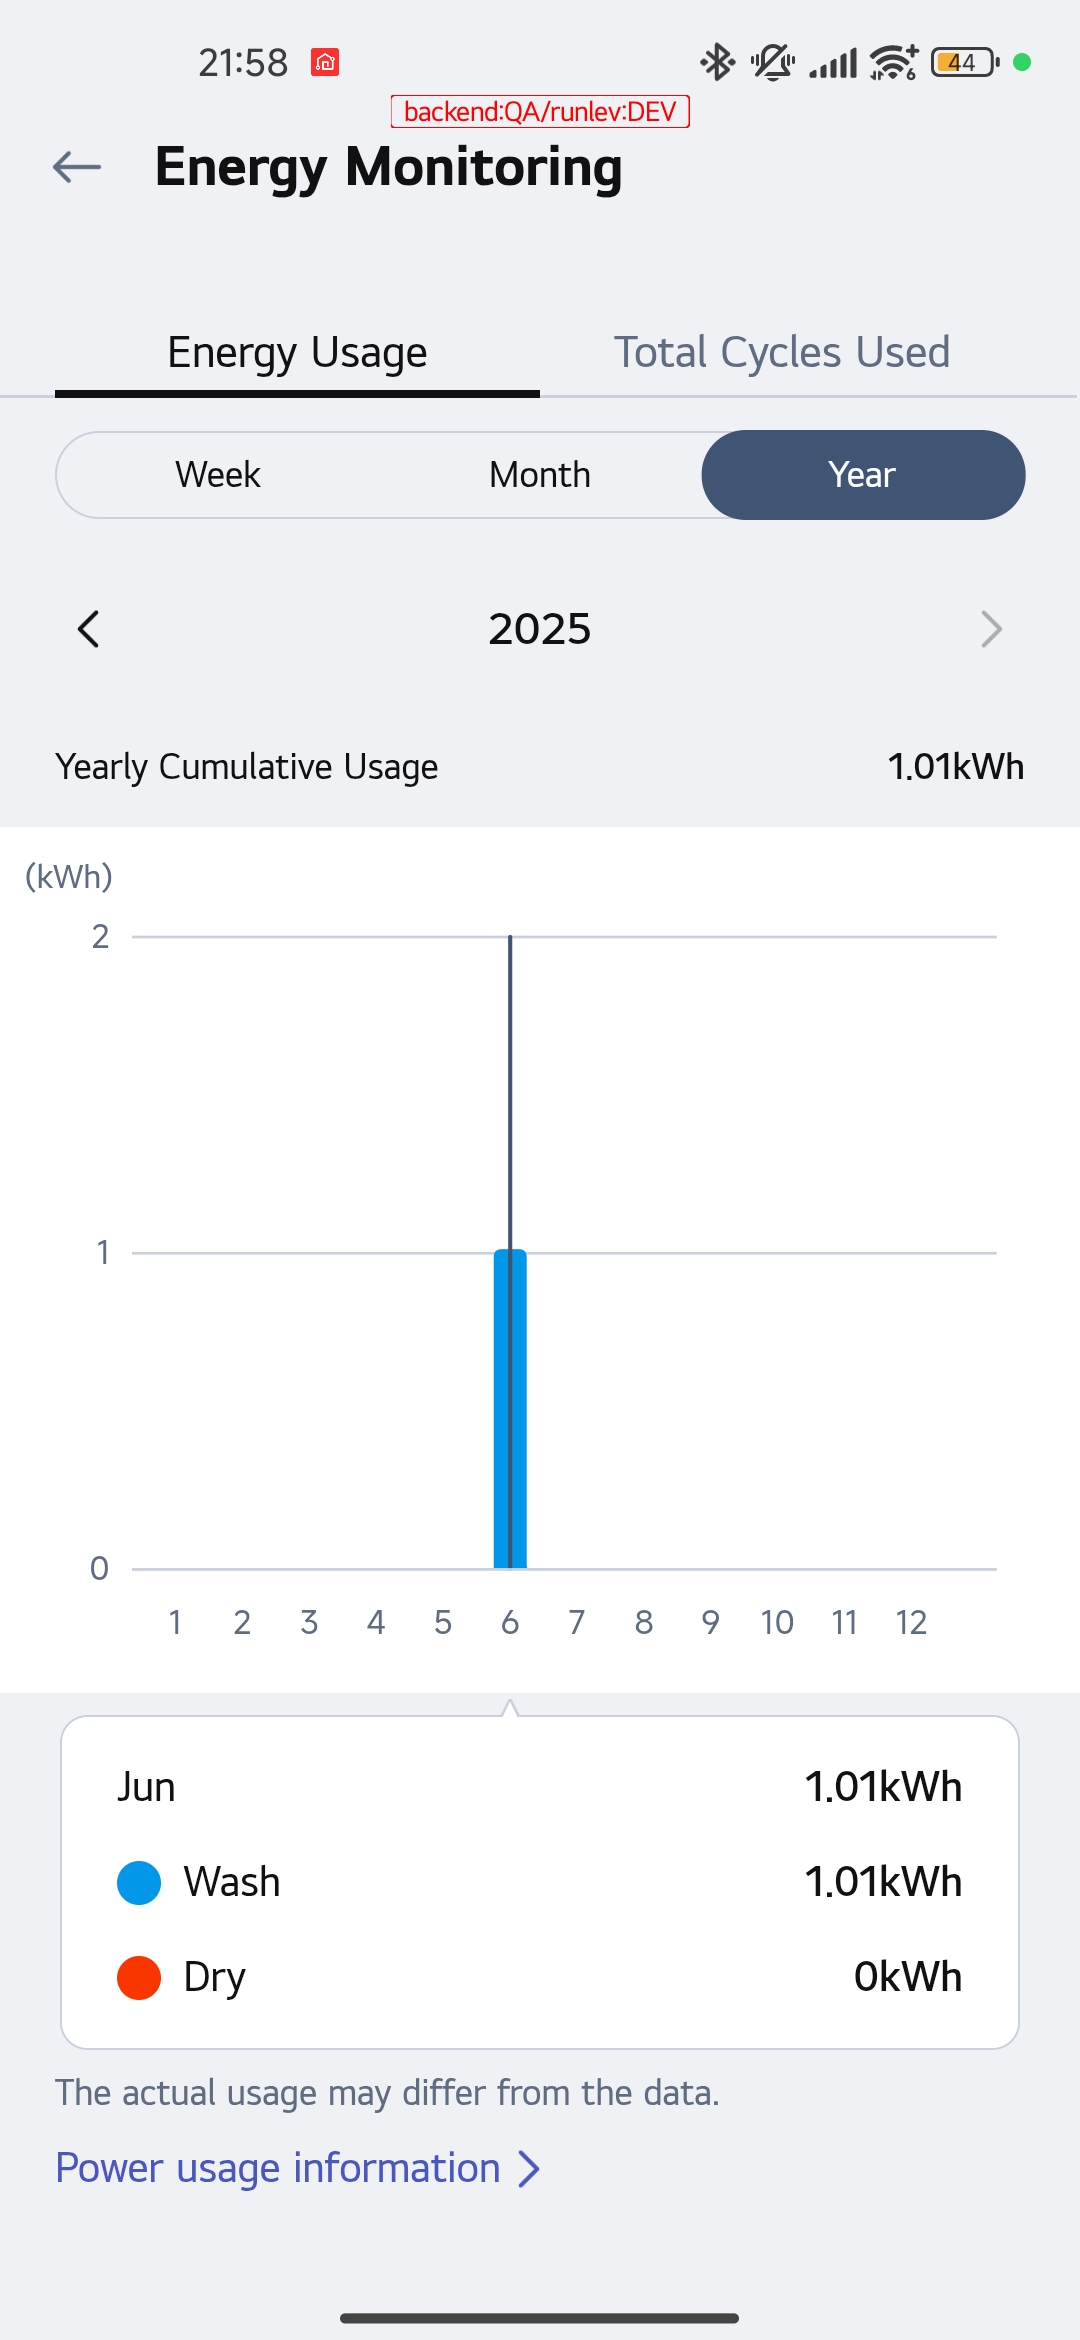 21:58
44
backend:QA/runlev:DEV
Energy Monitoring
Energy Usage Total Cycles Used
Week Month Year
2025
Yearly Cumulative Usage 1.01kWh
(kWh)
2
1
0
1 2 3 4 5 6 7 8 9 10 11 12
Jun 1.01kWh
Wash 1.01kWh
Dry 0kWh
The actual usage may differ from the data.
Power usage information